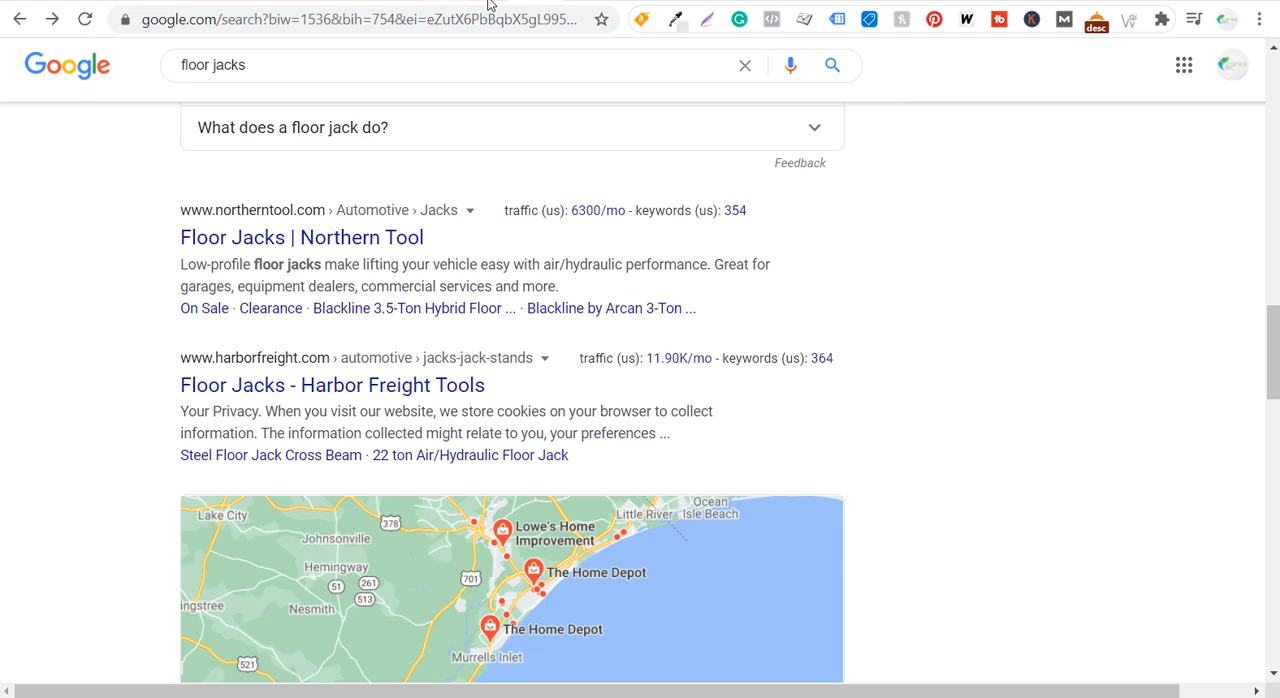 google.com/search?biw=1536&bih=754&ei=eZutX6PbBqbX5gL995...
desc
Google
floor jacks
What does a floor jack do?
Feedback
www.northerntool.com › Automotive › Jacks
traffic (us): 6300/mo - keywords (us): 354
Floor Jacks | Northern Tool
Low-profile floor jacks make lifting your vehicle easy with air/hydraulic performance. Great for
garages, equipment dealers, commercial services and more.
On Sale · Clearance · Blackline 3.5-Ton Hybrid Floor ... · Blackline by Arcan 3-Ton ...
www.harborfreight.com › automotive › jacks-jack-stands
traffic (us): 11.90K/mo - keywords (us): 364
Floor Jacks - Harbor Freight Tools
Your Privacy. When you visit our website, we store cookies on your browser to collect
information. The information collected might relate to you, your preferences ...
Steel Floor Jack Cross Beam · 22 ton Air/Hydraulic Floor Jack
Lake City
378
Lowe's Home
Improvement
Little River
Ocean
Isle Beach
Johnsonville
Hemingway
51
261
513
701
The Home Depot
ingstree
Nesmith
The Home Depot
Murrells Inlet
521